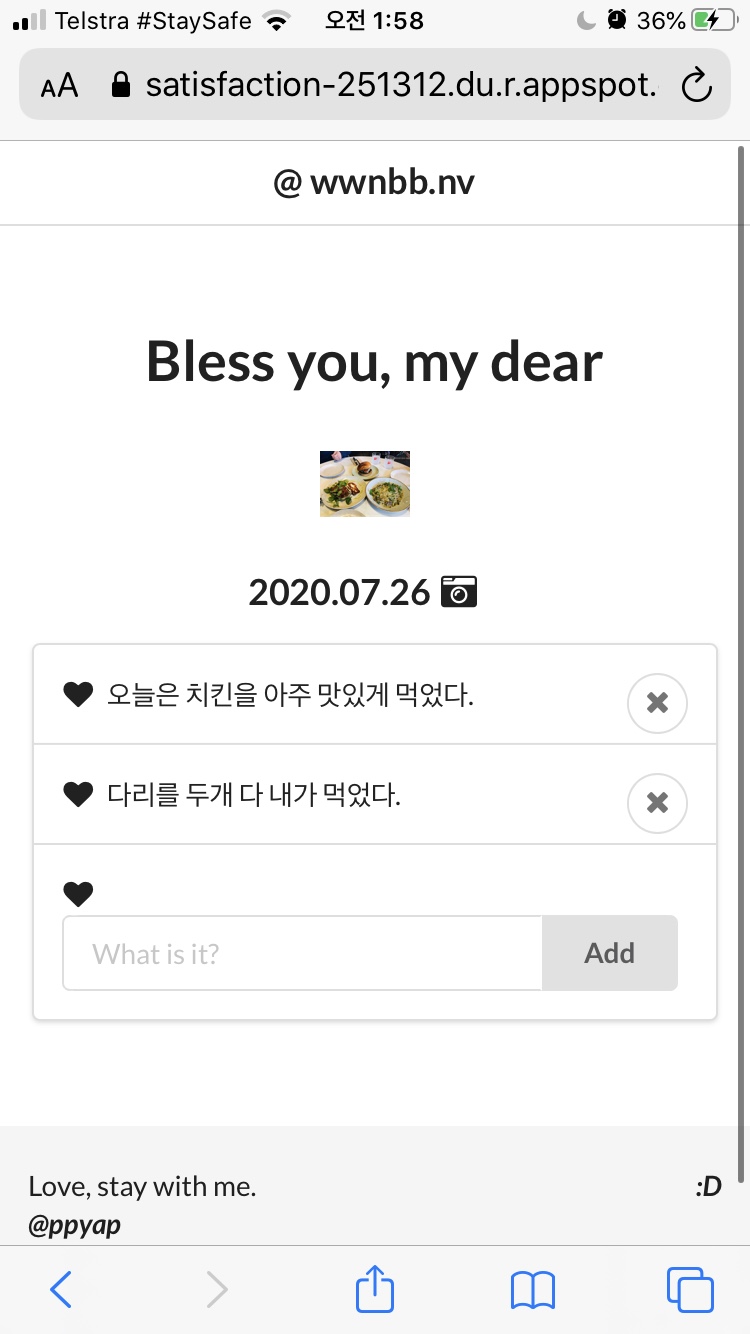 Telstra #StaySafe 오전 1:58 36%
AA satisfaction-251312.du.r.appspot.
@ wwnbb.nv
Bless you, my dear
2020.07.26
오늘은 치킨을 아주 맛있게 먹었다.
다리를 두개 다 내가 먹었다.
What is it? Add
Love, stay with me. :D
@ppyap